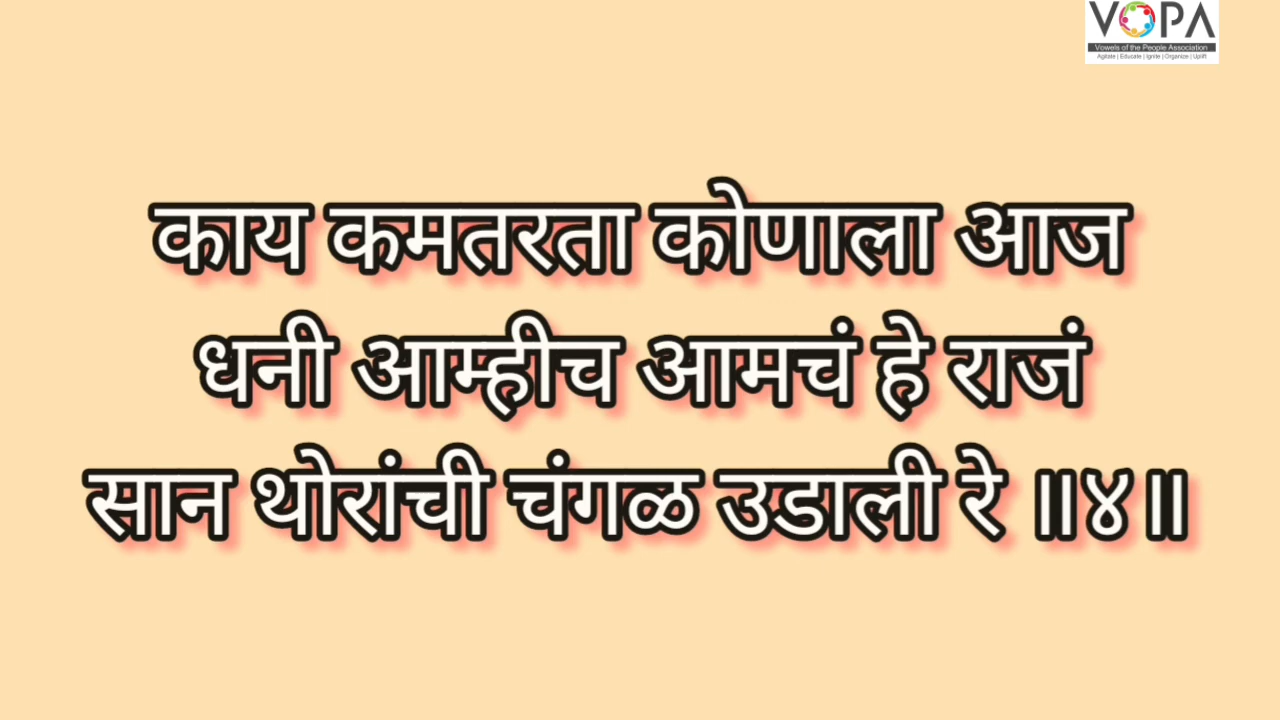 VOPA
Vowels of the People Association
Agitate | Educate | Ignite | Organize | Uplift
काय कमतरता कोणाला आज
धनी आम्हीच आमचं हे राजं
सान थोरांची चंगळ उडाली रे ॥४॥